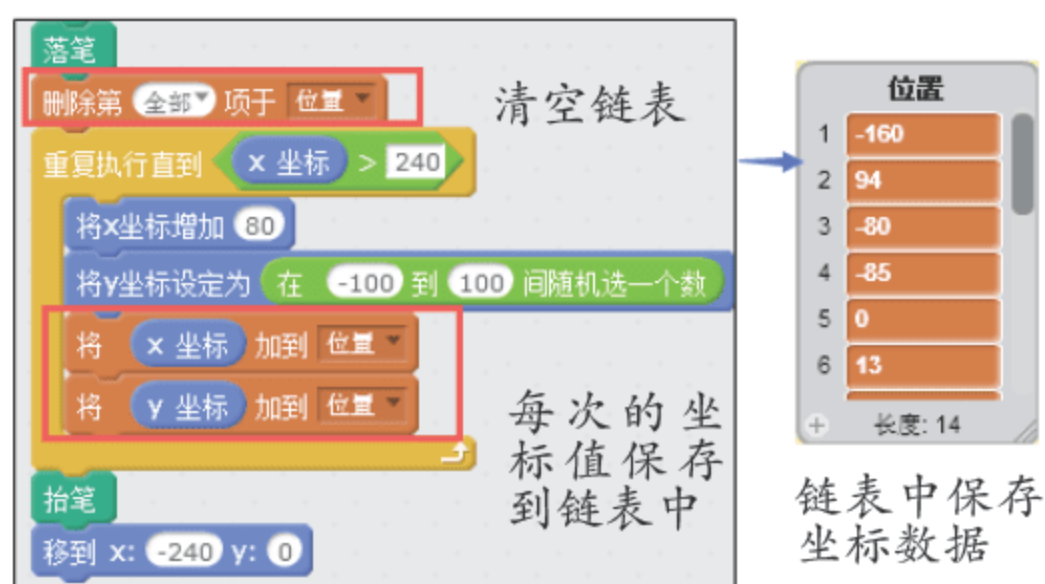 落笔
删除第 全部 项于 位置
清空链表
重复执行直到 x 坐标 > 240
将x坐标增加 80
将y坐标设定为 在 -100 到 100 间随机选一个数
将 x 坐标 加到 位置
将 y 坐标 加到 位置
每次的坐
标值保存
到链表中
抬笔
移到 x: -240 y: 0
位置
1 -160
2 94
3 -80
4 -85
5 0
6 13
+ 长度: 14
链表中保存
坐标数据